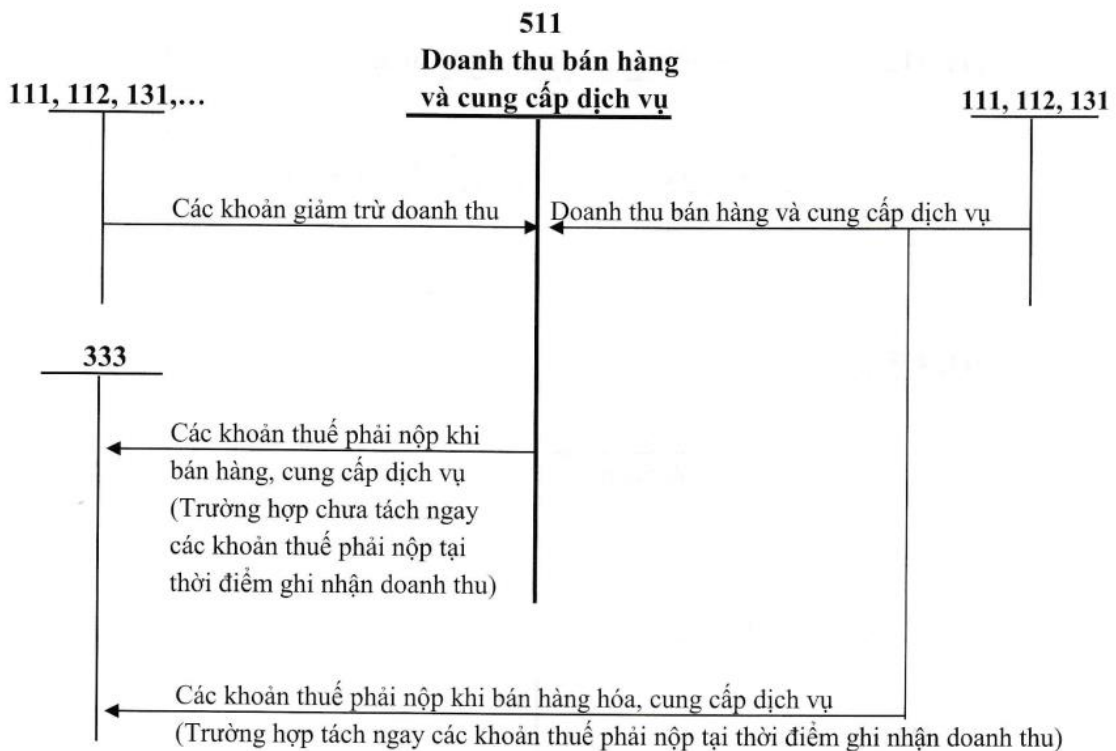 511
Doanh thu bán hàng
và cung cấp dịch vụ
111, 112, 131,...
111, 112, 131
Các khoản giảm trừ doanh thu
Doanh thu bán hàng và cung cấp dịch vụ
333
Các khoản thuế phải nộp khi
bán hàng, cung cấp dịch vụ
(Trường hợp chưa tách ngay
các khoản thuế phải nộp tại
thời điểm ghi nhận doanh thu)
Các khoản thuế phải nộp khi bán hàng hóa, cung cấp dịch vụ
(Trường hợp tách ngay các khoản thuế phải nộp tại thời điểm ghi nhận doanh thu)